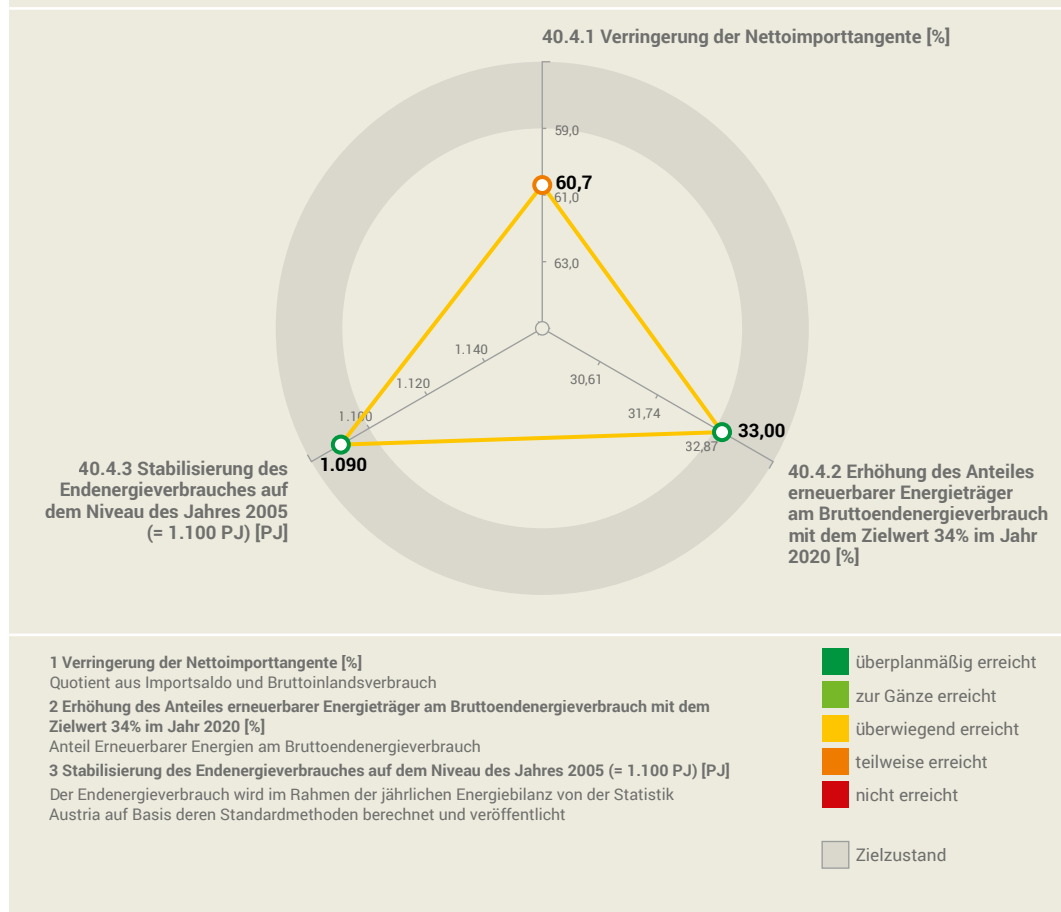 40.4.1 Verringerung der Nettoimporttangente [%]
59,0
60,7
61,0
63,0
1.140
1.120
1.100
1.090
30,61
31,74
32,87
33,00
40.4.3 Stabilisierung des
Endenergieverbrauches auf
dem Niveau des Jahres 2005
(= 1.100 PJ) [PJ]
40.4.2 Erhöhung des Anteiles
erneuerbarer Energieträger
am Bruttoendenergieverbrauch
mit dem Zielwert 34% im Jahr
2020 [%]
1 Verringerung der Nettoimporttangente [%]
Quotient aus Importsaldo und Bruttoinlandsverbrauch
2 Erhöhung des Anteiles erneuerbarer Energieträger am Bruttoendenergieverbrauch mit dem
Zielwert 34% im Jahr 2020 [%]
Anteil Erneuerbarer Energien am Bruttoendenergieverbrauch
3 Stabilisierung des Endenergieverbrauches auf dem Niveau des Jahres 2005 (= 1.100 PJ) [PJ]
Der Endenergieverbrauch wird im Rahmen der jährlichen Energiebilanz von der Statistik
Austria auf Basis deren Standardmethoden berechnet und veröffentlicht
überplanmäßig erreicht
zur Gänze erreicht
überwiegend erreicht
teilweise erreicht
nicht erreicht
Zielzustand